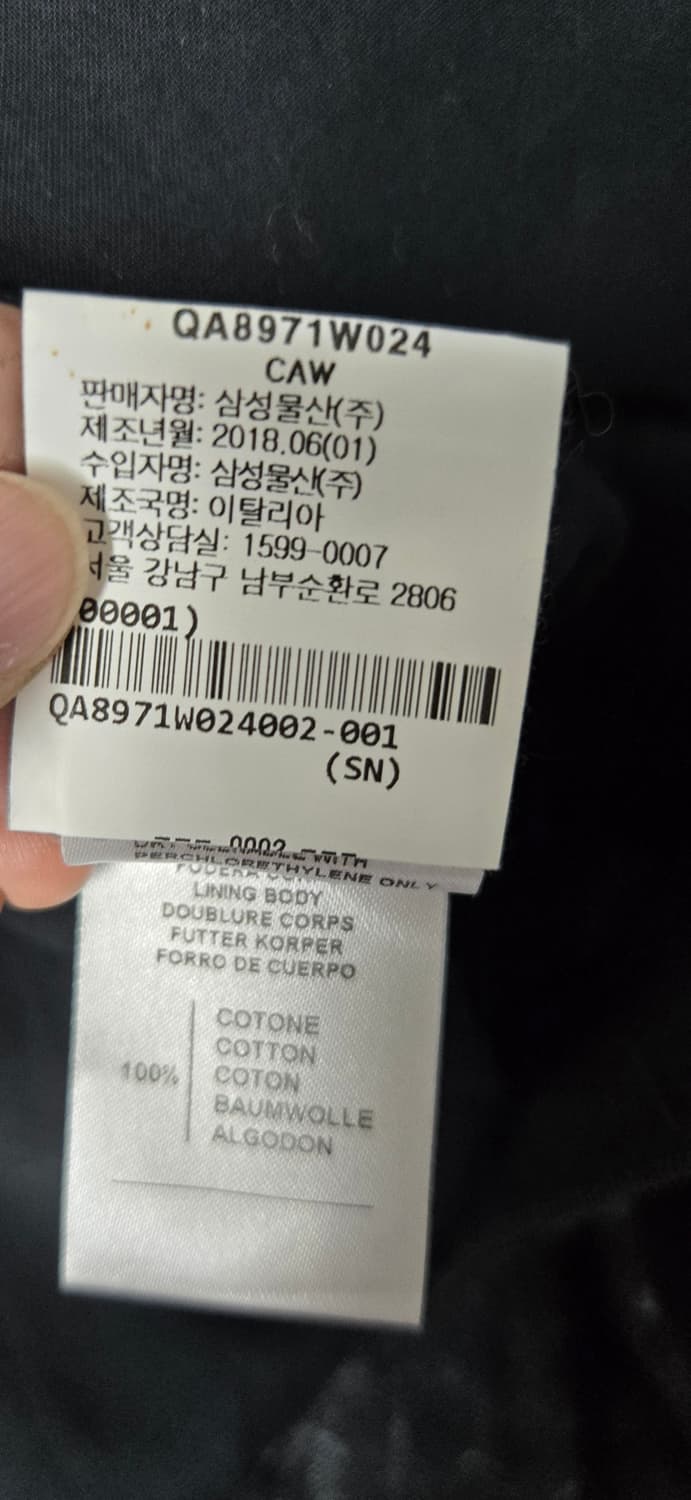 QA8971W024
CAW
판매자명: 삼성물산(주)
제조년월: 2018.06(01)
수입자명: 삼성물산(주)
제조국명: 이탈리아
고객상담실: 1599-0007
서울 강남구 남부순환로 2806
00001)
QA8971W024002-001
(SN)
--- 0002 ---
PERCHLORETHYLENE ONLY
LINING BODY
DOUBLURE CORPS
FUTTER KORPER
FORRO DE CUERPO
COTONE
COTTON
100% COTON
BAUMWOLLE
ALGODON